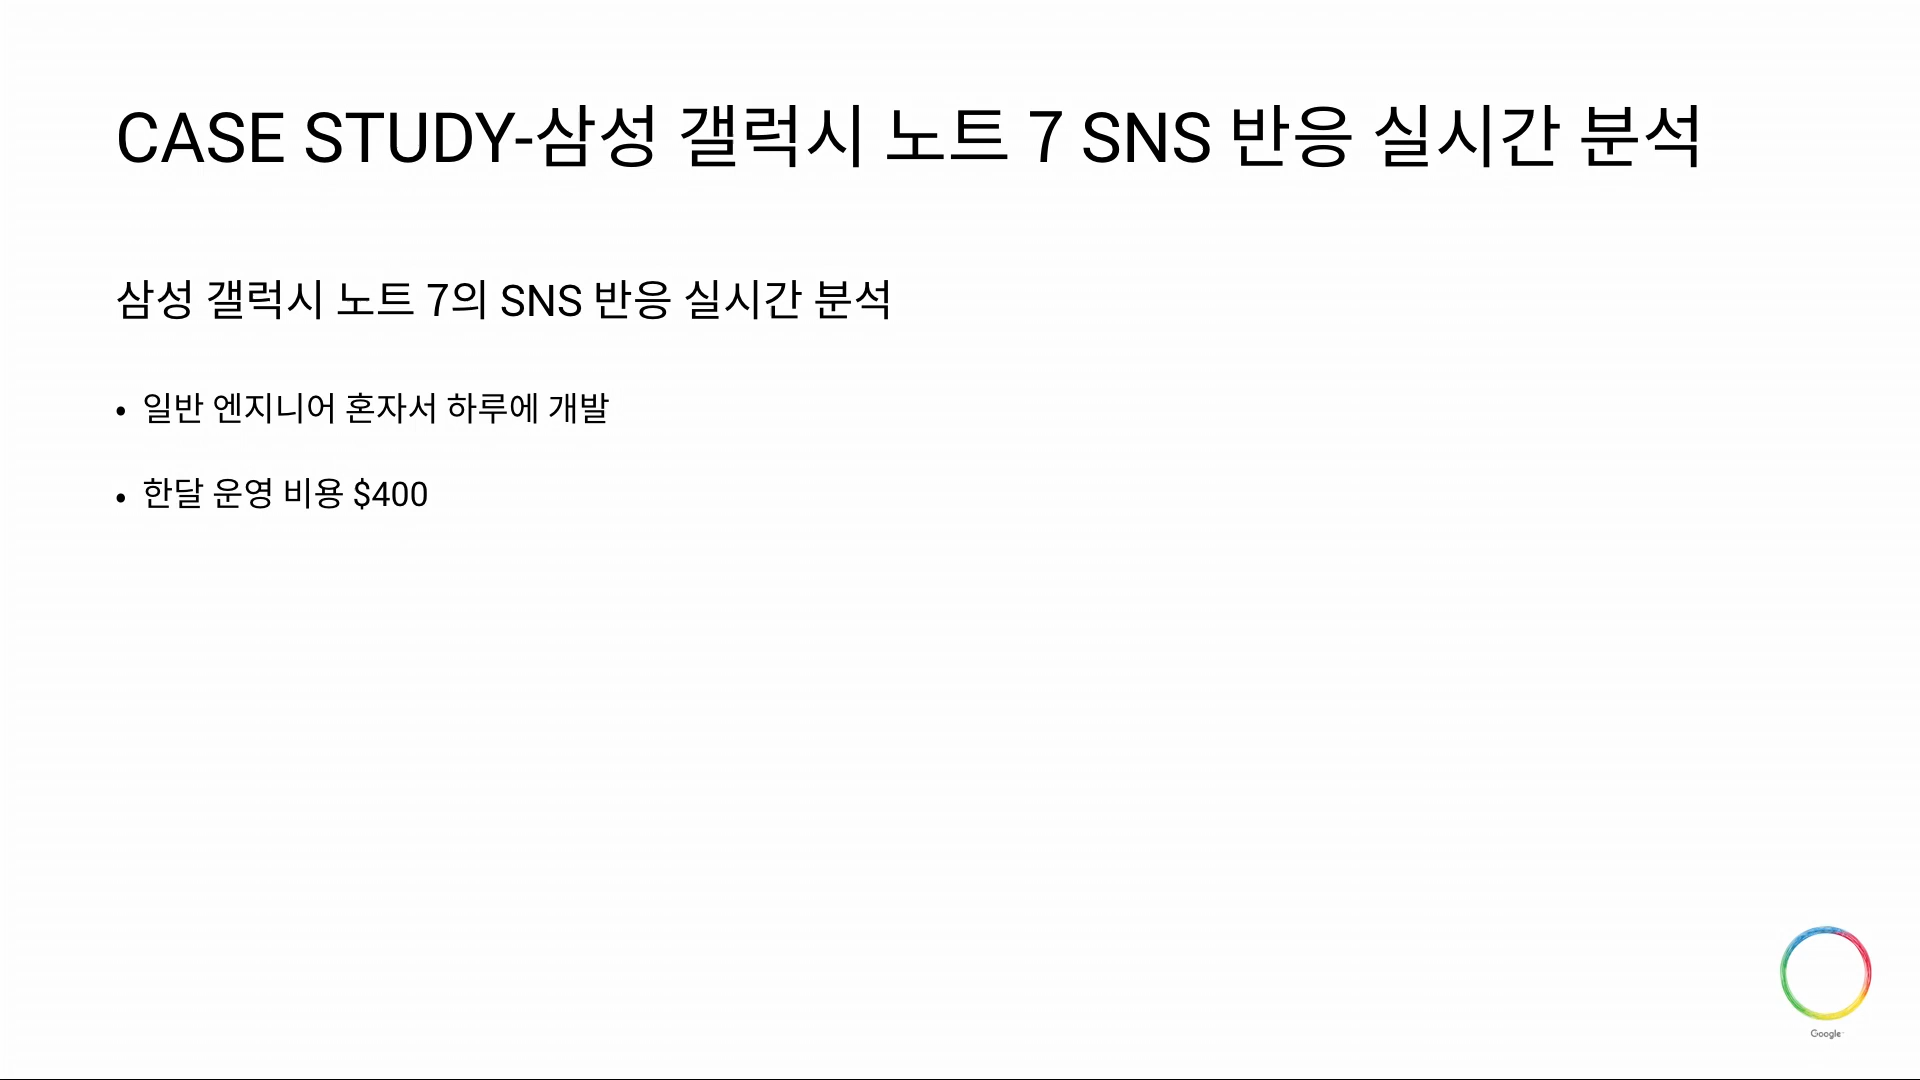 CASE STUDY-삼성 갤럭시 노트 7 SNS 반응 실시간 분석
삼성 갤럭시 노트 7의 SNS 반응 실시간 분석
• 일반 엔지니어 혼자서 하루에 개발
• 한달 운영 비용 $400
Google